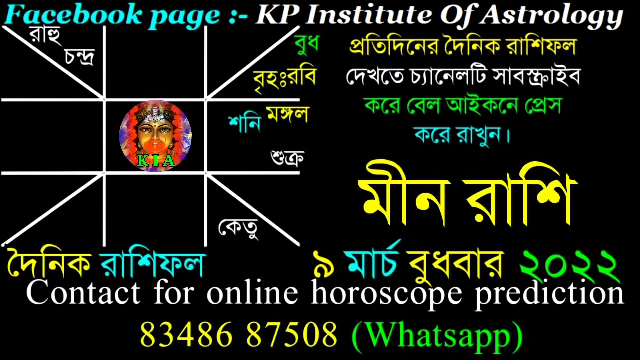 Facebook page :- KP Institute Of Astrology
রাহু
চন্দ্র
বুধ
বৃহঃরবি
শনি মঙ্গল
শুক্র
কেতু
KIA
প্রতিদিনের দৈনিক রাশিফল
দেখতে চ্যানেলটি সাবস্ক্রাইব
করে বেল আইকনে প্রেস
করে রাখুন।
মীন রাশি
দৈনিক রাশিফল ৯ মার্চ বুধবার ২০২২
Contact for online horoscope prediction
83486 87508 (Whatsapp)